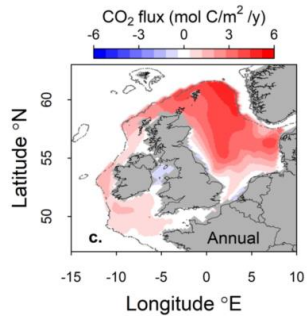 CO₂ flux (mol C/m² /y)
-6 -3 0 3 6
Latitude °N
60
55
50
c.
Annual
-15 -10 -5 0 5 10
Longitude °E